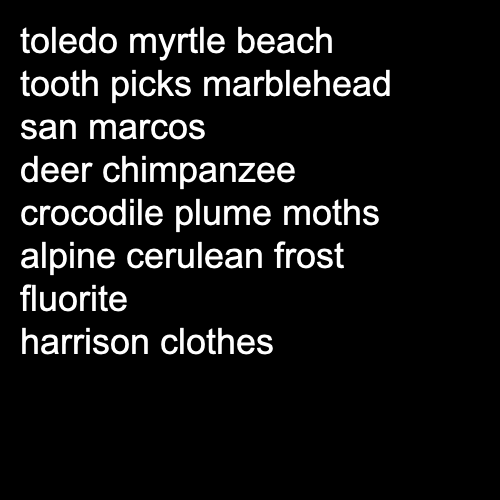 toledo myrtle beach
tooth picks marblehead
san marcos
deer chimpanzee
crocodile plume moths
alpine cerulean frost
fluorite
harrison clothes